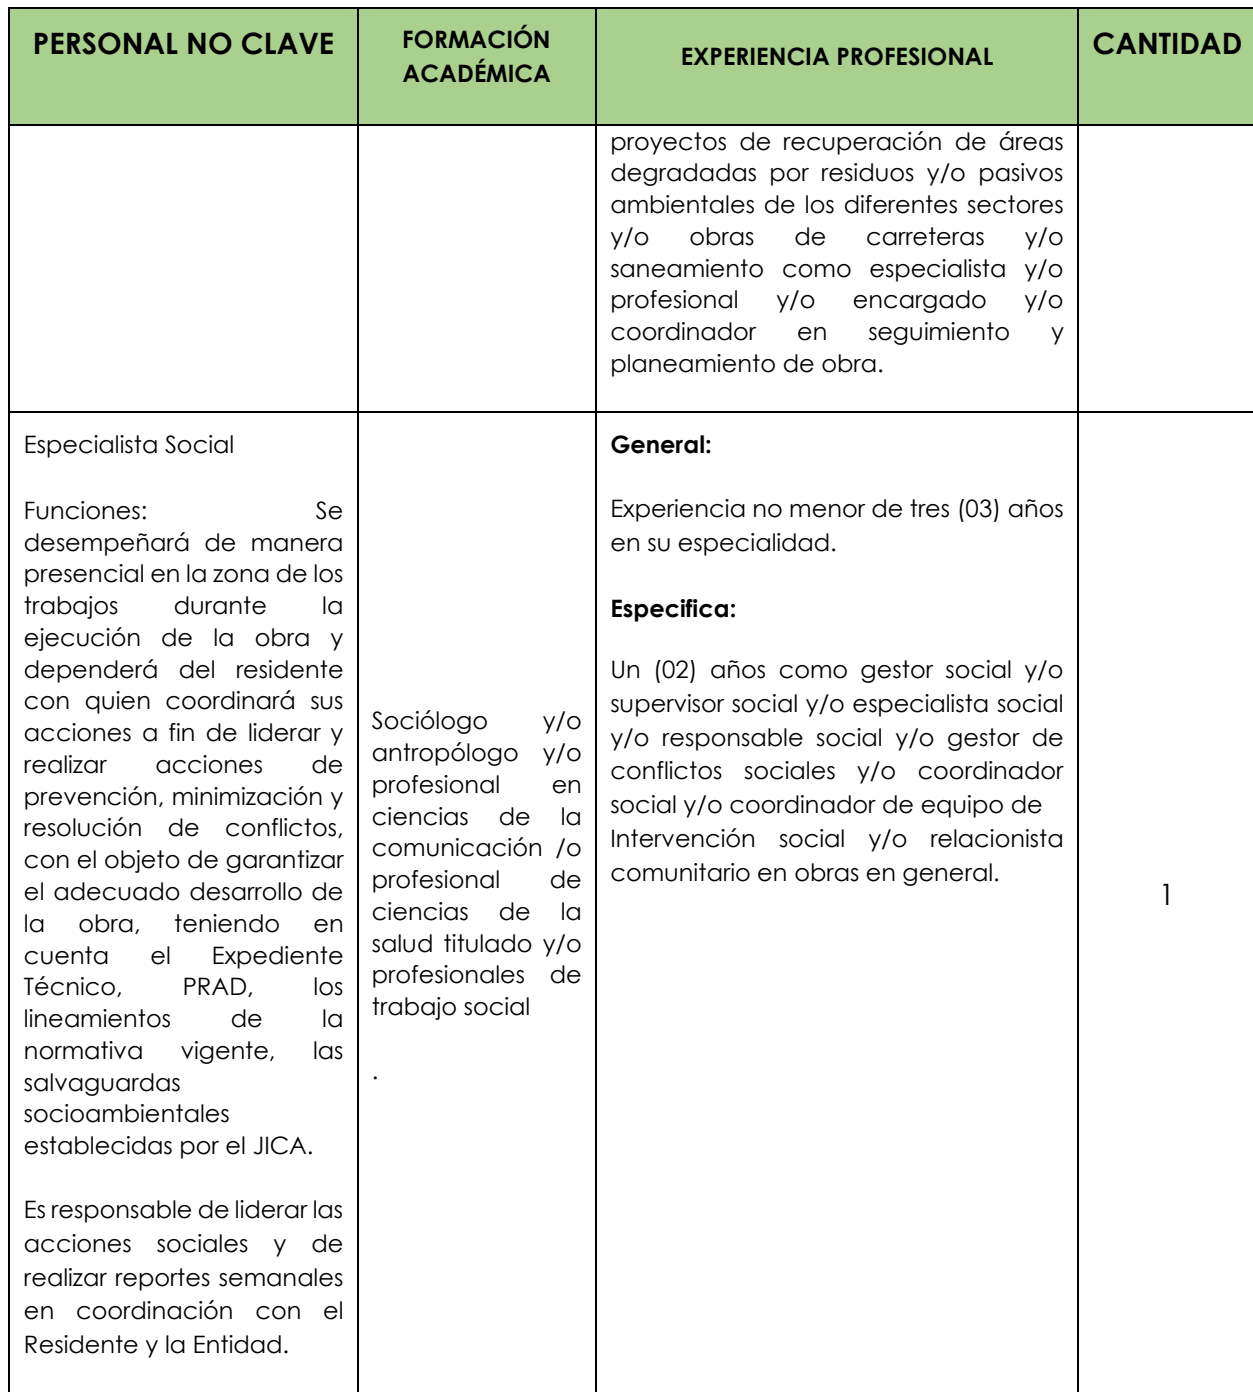 PERSONAL NO CLAVE
FORMACIÓN
ACADÉMICA
EXPERIENCIA PROFESIONAL
CANTIDAD
proyectos de recuperación de áreas
degradadas por residuos y/o pasivos
ambientales de los diferentes sectores
y/o obras de carreteras y/o
saneamiento como especialista y/o
profesional y/o encargado y/o
coordinador en seguimiento y
planeamiento de obra.
Especialista Social
Funciones: Se
desempeñará de manera
presencial en la zona de los
trabajos durante la
ejecución de la obra y
dependerá del residente
con quien coordinará sus
acciones a fin de liderar y
realizar acciones de
prevención, minimización y
resolución de conflictos,
con el objeto de garantizar
el adecuado desarrollo de
la obra, teniendo en
cuenta el Expediente
Técnico, PRAD, los
lineamientos de la
normativa vigente, las
salvaguardas
socioambientales
establecidas por el JICA.
Es responsable de liderar las
acciones sociales y de
realizar reportes semanales
en coordinación con el
Residente y la Entidad.
Sociólogo y/o
antropólogo y/o
profesional en
ciencias de la
comunicación /o
profesional de
ciencias de la
salud titulado y/o
profesionales de
trabajo social
.
General:
Experiencia no menor de tres (03) años
en su especialidad.
Especifica:
Un (02) años como gestor social y/o
supervisor social y/o especialista social
y/o responsable social y/o gestor de
conflictos sociales y/o coordinador
social y/o coordinador de equipo de
Intervención social y/o relacionista
comunitario en obras en general.
1